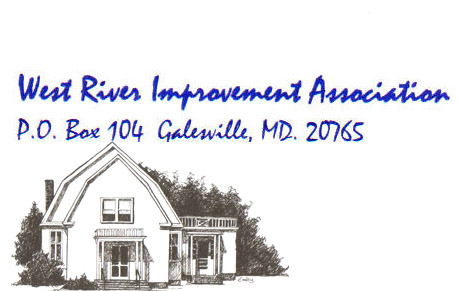 West River Improvement Association
P.O. Box 104 Galesville, MD. 20765